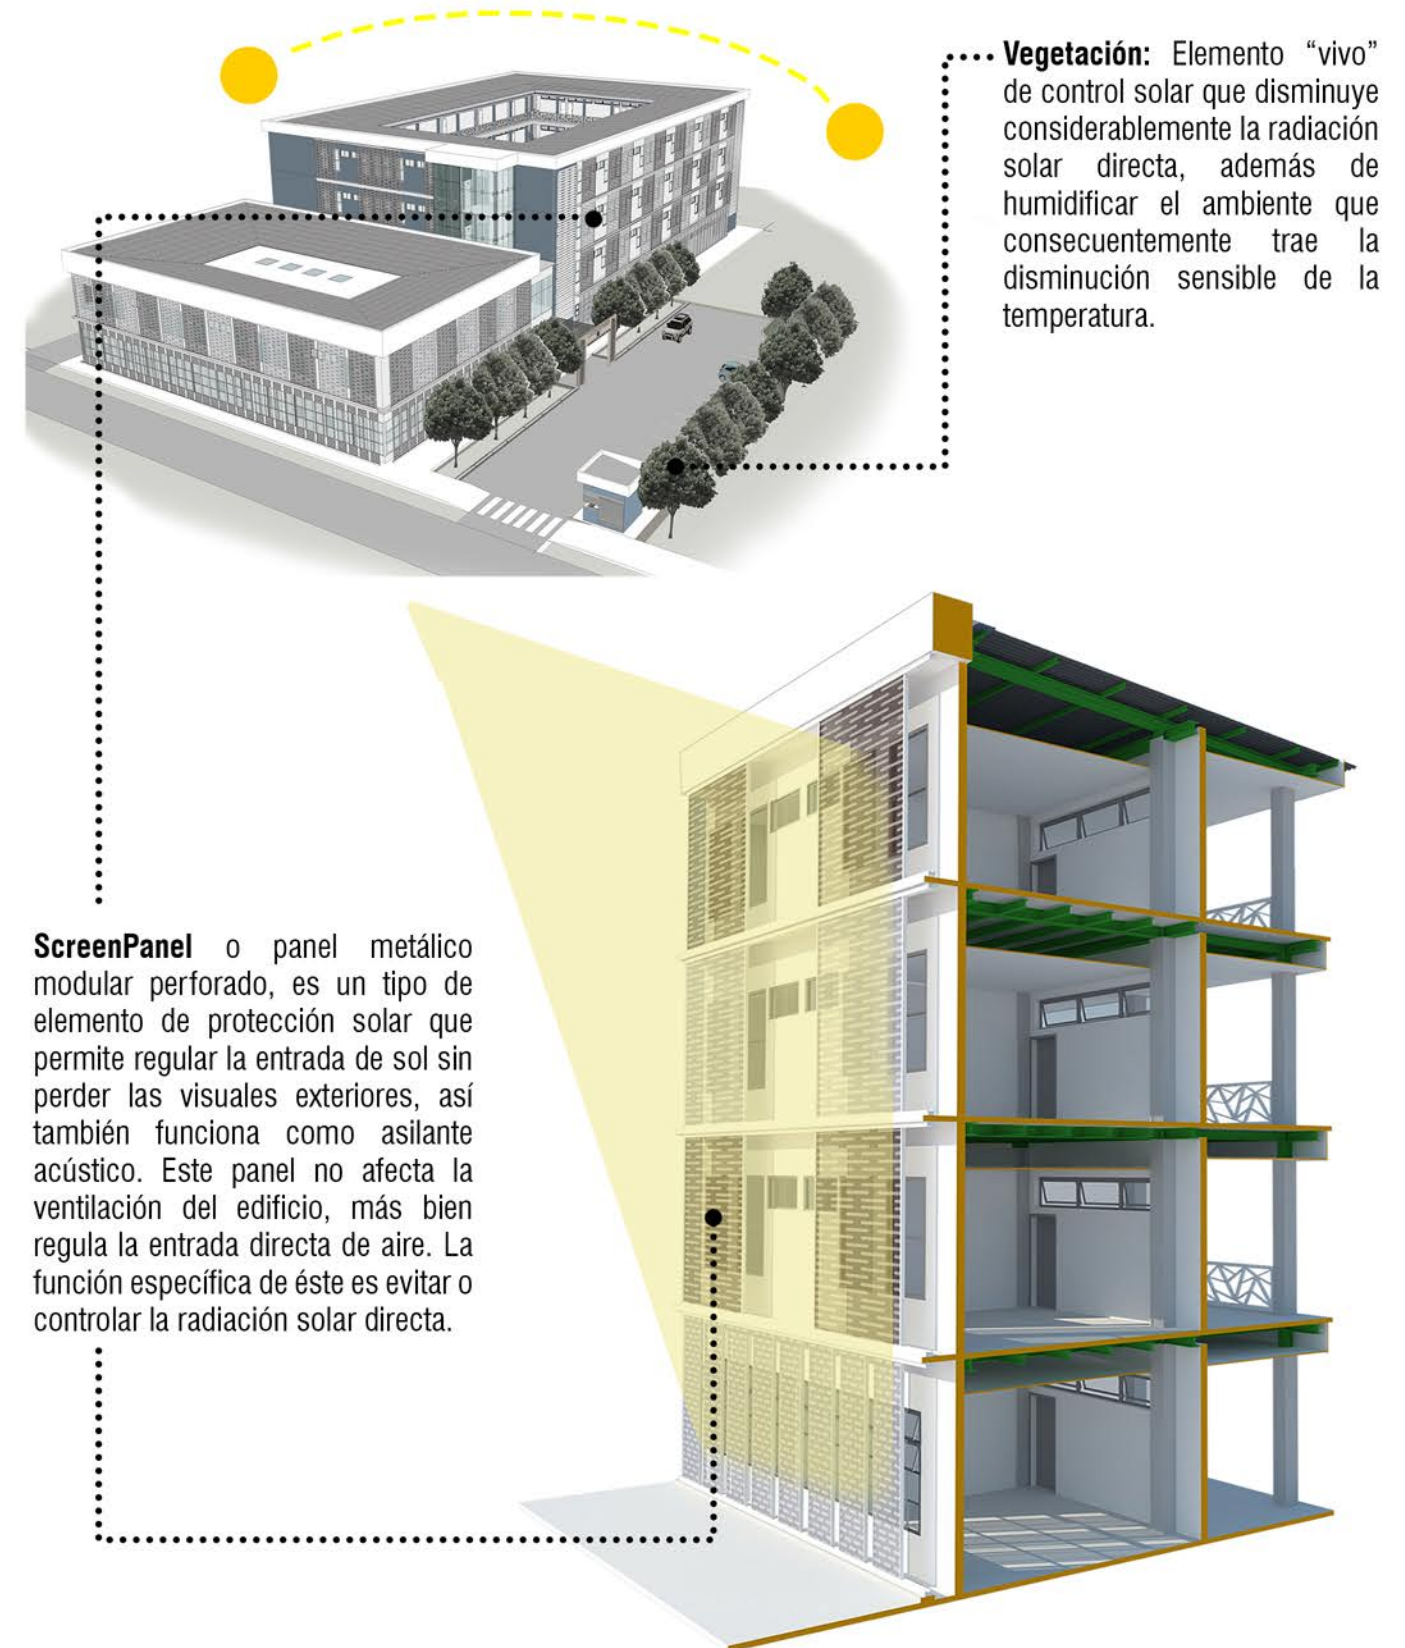 Vegetación: Elemento “vivo”
de control solar que disminuye
considerablemente la radiación
solar directa, además de
humidificar el ambiente que
consecuentemente trae la
disminución sensible de la
temperatura.
ScreenPanel o panel metálico
modular perforado, es un tipo de
elemento de protección solar que
permite regular la entrada de sol sin
perder las visuales exteriores, así
también funciona como asilante
acústico. Este panel no afecta la
ventilación del edificio, más bien
regula la entrada directa de aire. La
función específica de éste es evitar o
controlar la radiación solar directa.